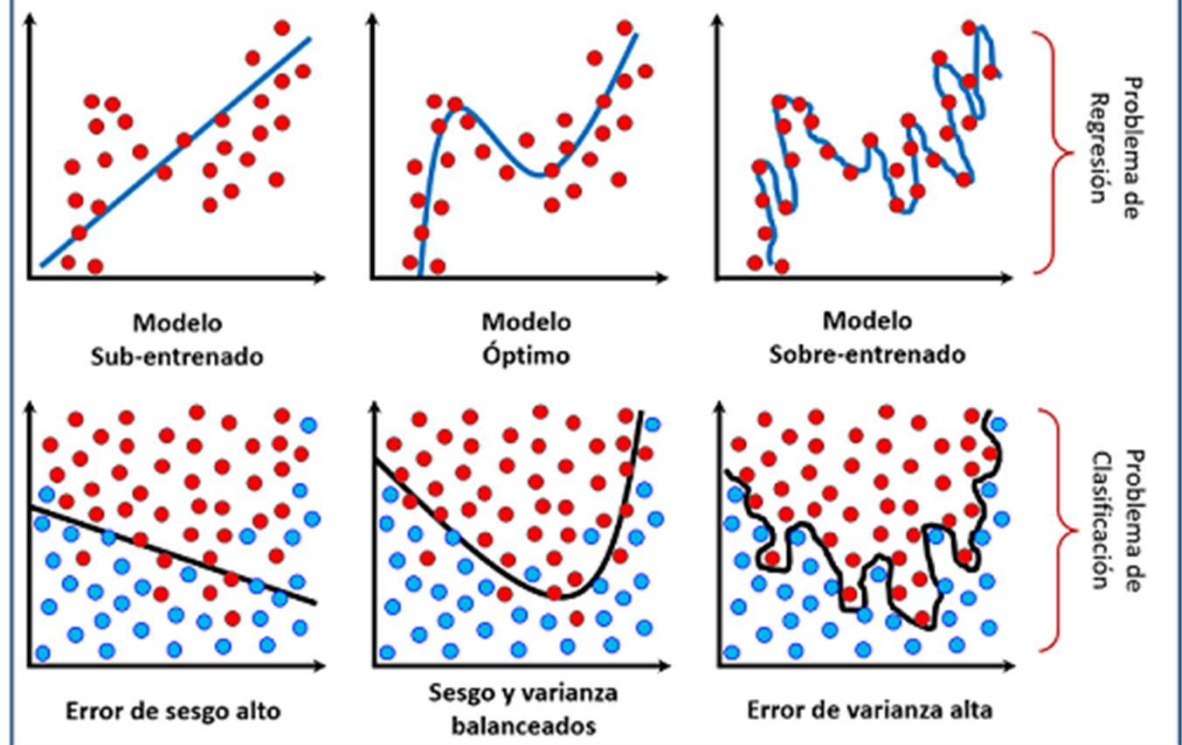 Problema de
Regresión
Modelo
Sub-entrenado
Modelo
Óptimo
Modelo
Sobre-entrenado
Problema de
Clasificación
Error de sesgo alto
Sesgo y varianza
balanceados
Error de varianza alta